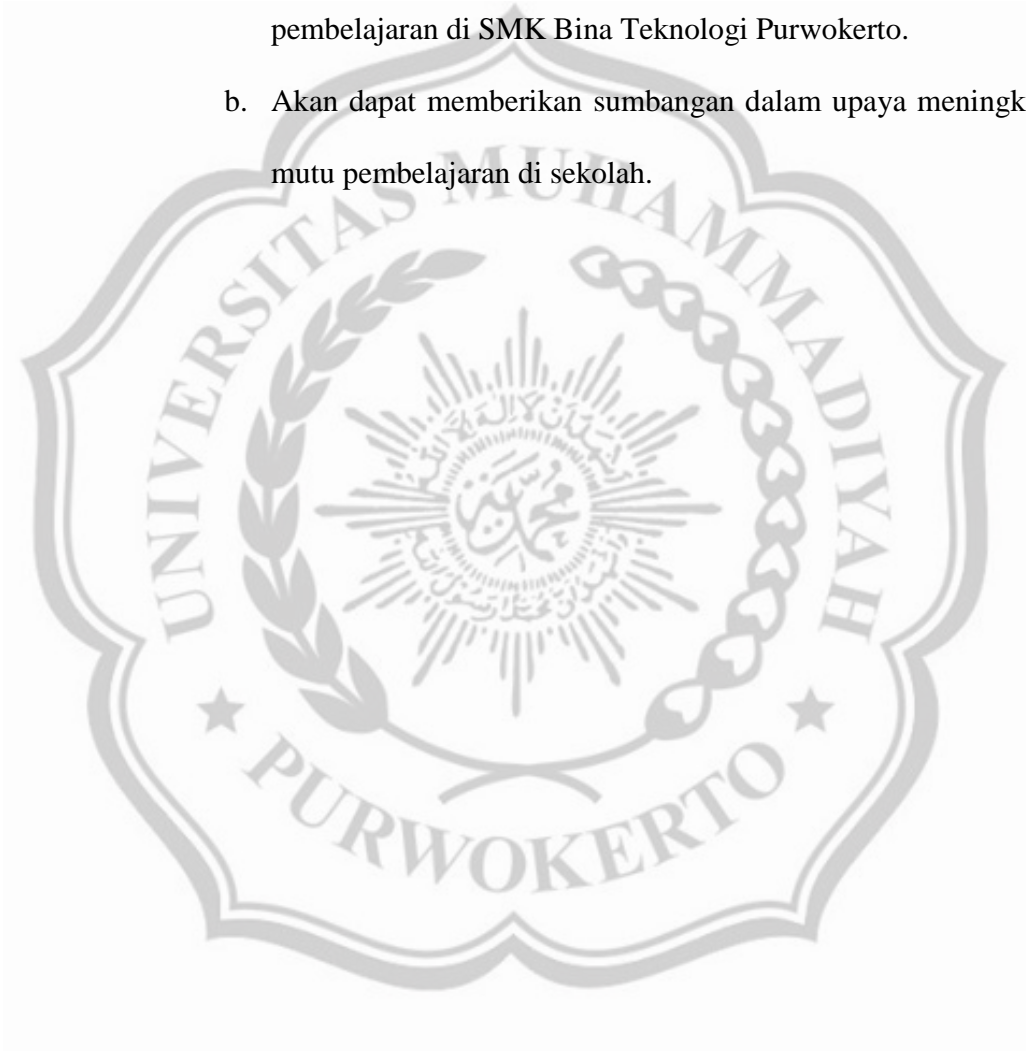 pembelajaran di SMK Bina Teknologi Purwokerto.
b. Akan dapat memberikan sumbangan dalam upaya meningk
mutu pembelajaran di sekolah.
UNIVERSITAS MUHAMMADIYAH
PURWOKERTO
محمد